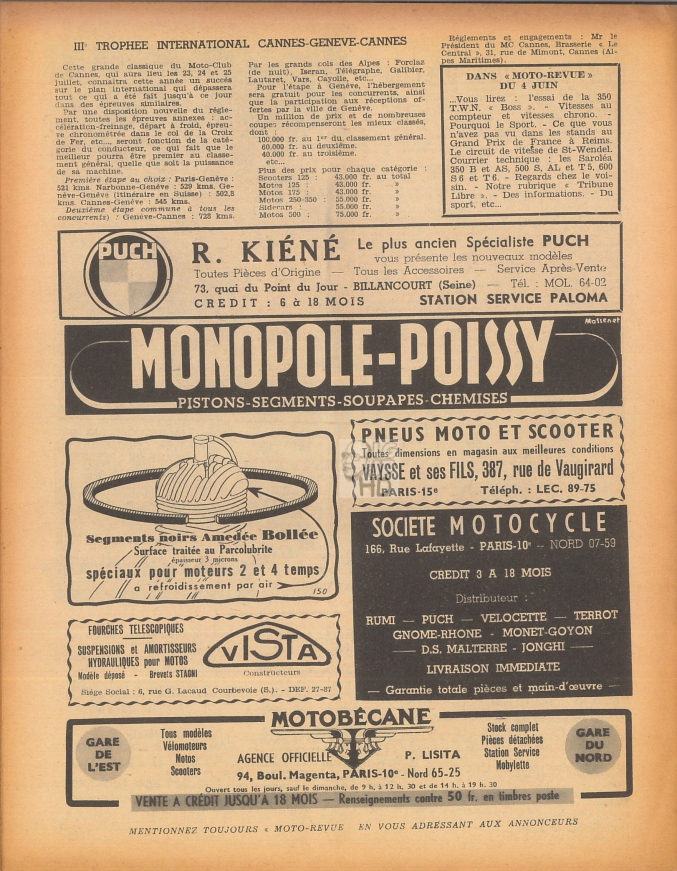 IIIe TROPHEE INTERNATIONAL CANNES-GENEVE-CANNES
Cette grande classique du Moto-Club
de Cannes, qui aura lieu les 23, 24 et 25
juillet, connaîtra cette année un succès
sur le plan international qui dépassera
tout ce qui a été fait jusqu'à ce jour
dans des épreuves similaires.
Par une disposition nouvelle du règle-
ment, toutes les épreuves annexes : ac-
célération-freinage, départ à froid, épreu-
ve chronométrée dans le col de la Croix
de Fer, etc..., seront fonction de la caté-
gorie du conducteur, ce qui fait que le
meilleur pourra être premier au classe-
ment général, quelle que soit la puissance
de sa machine.
Première étape au choix : Paris-Genève :
521 kms. Narbonne-Genève : 529 kms. Ge-
nève-Genève (itinéraire en Suisse) : 502,8
kms. Cannes-Genève : 545 kms.
Deuxième étape commune à tous les
concurrents) : Genève-Cannes : 728 kms.
Par les grands cols des Alpes : Forclaz
(de nuit), Iseran, Télégraphe, Galibier,
Lautaret, Vars, Cayolle, etc...
Pour l'étape à Genève, l'hébergement
sera gratuit pour les concurrents, ainsi
que la participation aux réceptions of-
fertes par la ville de Genève.
Un million de prix et de nombreuses
coupes récompenseront les mieux classés,
dont :
100.000 fr. au 1er du classement général.
60.000 au deuxième.
40.000 au troisième.
etc...
Plus des prix pour chaque catégorie :
Scooters 125 : 43.000 fr. au total
Motos 125 : 43.000 fr. »
Motos 175 : 43.000 fr. »
Motos 250-350 : 55.000 fr. »
Sidecars : 55.000 fr. »
Motos 500 : 75.000 fr. »
Réglements et engagements : Mr le
Président du MC Cannes, Brasserie « Le
Central », 31, rue de Mimont, Cannes (Al-
pes Maritimes).
DANS « MOTO-REVUE »
DU 4 JUIN
...Vous lirez : l'essai de la 350
T.W.N. « Boss ». - Vitesses au
compteur et vitesses chrono. -
Pourquoi le Sport. - Ce que vous
n'avez pas vu dans les stands au
Grand Prix de France à Reims.
Le circuit de vitesse de St-Wendel.
Courrier technique : les Saroléa
350 B et AS, 500 S, AL et T 5, 600
S 6 et T 6. - Regards chez le voi-
sin. - Notre rubrique « Tribune
Libre ». - Des informations. - Du
sport, etc...
PUCH
R. KIÉNÉ Le plus ancien Spécialiste PUCH
vous présente les nouveaux modèles
Toutes Pièces d'Origine — Tous les Accessoires — Service Après-Vente
73, quai du Point du Jour - BILLANCOURT (Seine) — Tél. : MOL. 64-02
CREDIT : 6 à 18 MOIS STATION SERVICE PALOMA
Massenet
MONOPOLE-POISSY
PISTONS-SEGMENTS-SOUPAPES-CHEMISES
Segments noirs Amedée Bollée
Surface traitée au Parcolubrite
épaisseur 3 microns
spéciaux pour moteurs 2 et 4 temps
a refroidissement par air
150
PNEUS MOTO ET SCOOTER
Toutes dimensions en magasin aux meilleures conditions
VAYSSE et ses FILS, 387, rue de Vaugirard
PARIS-15e Téléph. : LEC. 89-75
SOCIETE MOTOCYCLE
166, Rue Lafayette - PARIS-10e -- NORD 07-59
CREDIT 3 A 18 MOIS
Distributeur :
RUMI — PUCH — VELOCETTE — TERROT
GNOME-RHONE - MONET-GOYON
— D.S. MALTERRE - JONGHI —
LIVRAISON IMMEDIATE
— Garantie totale pièces et main-d'œuvre —
FOURCHES TELESCOPIQUES
SUSPENSIONS et AMORTISSEURS
HYDRAULIQUES pour MOTOS
Modèle déposé - Brevets STAGNI
VISTA
Constructeurs
Siège Social : 6, rue G. Lacaud Courbevoie (S.). - DEF. 27-87
MOTOBÉCANE
GARE
DE
L'EST
Tous modèles
Vélomoteurs
Motos
Scooters
AGENCE OFFICIELLE P. LISITA
94, Boul. Magenta, PARIS-10e - Nord 65-25
Stock complet
Pièces détachées
Station Service
Mobylette
GARE
DU
NORD
Ouvert tous les jours, sauf le dimanche, de 9 h. à 12 h. 30 et de 14 h. à 19 h. 30
VENTE A CRÉDIT JUSQU'A 18 MOIS — Renseignements contre 50 fr. en timbres poste
MENTIONNEZ TOUJOURS « MOTO-REVUE EN VOUS ADRESSANT AUX ANNONCEURS